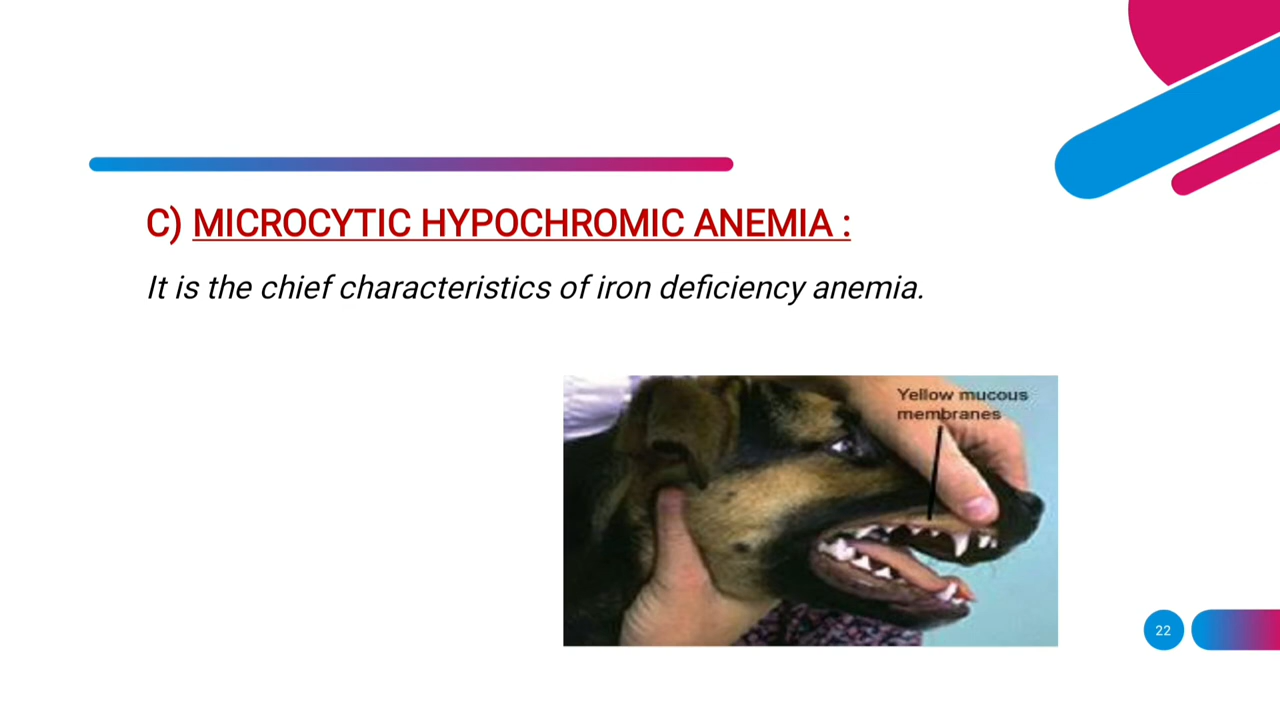 C) MICROCYTIC HYPOCHROMIC ANEMIA :
It is the chief characteristics of iron deficiency anemia.
Yellow mucous
membranes
22